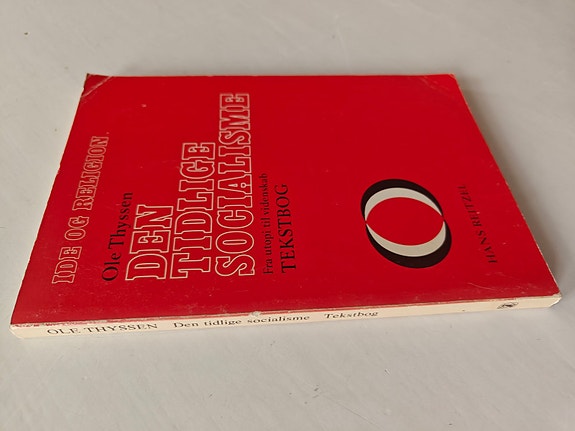 IDE OG RELIGION
Ole Thyssen
DEN
TIDLIGE
SOCIALISME
Fra utopi til videnskab
TEKSTBOG
HANS REITZEL
OLE THYSSEN Den tidlige socialisme Tekstbog